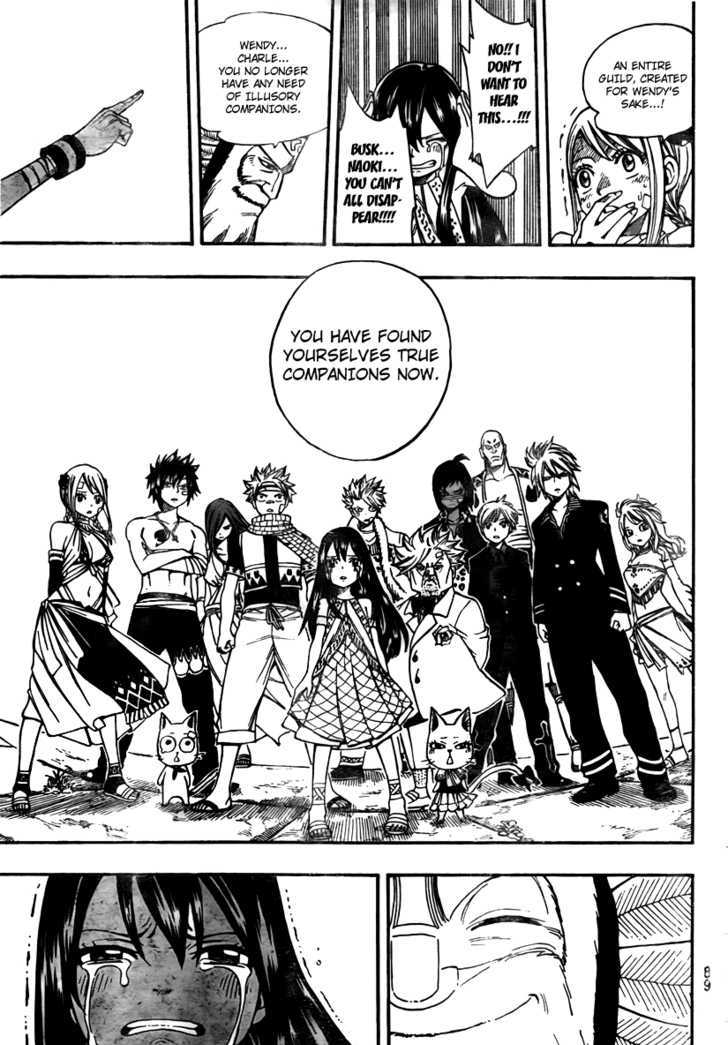 AN ENTIRE
GUILD, CREATED
FOR WENDY'S
SAKE...!
NO!! I
DON'T
WANT TO
HEAR
THIS...!!!
BUSK...
NAOKI...
YOU CAN'T
ALL DISAP-
PEAR!!!!
WENDY...
CHARLE...
YOU NO LONGER
HAVE ANY NEED
OF ILLUSORY
COMPANIONS.
YOU HAVE FOUND
YOURSELVES TRUE
COMPANIONS NOW.
89